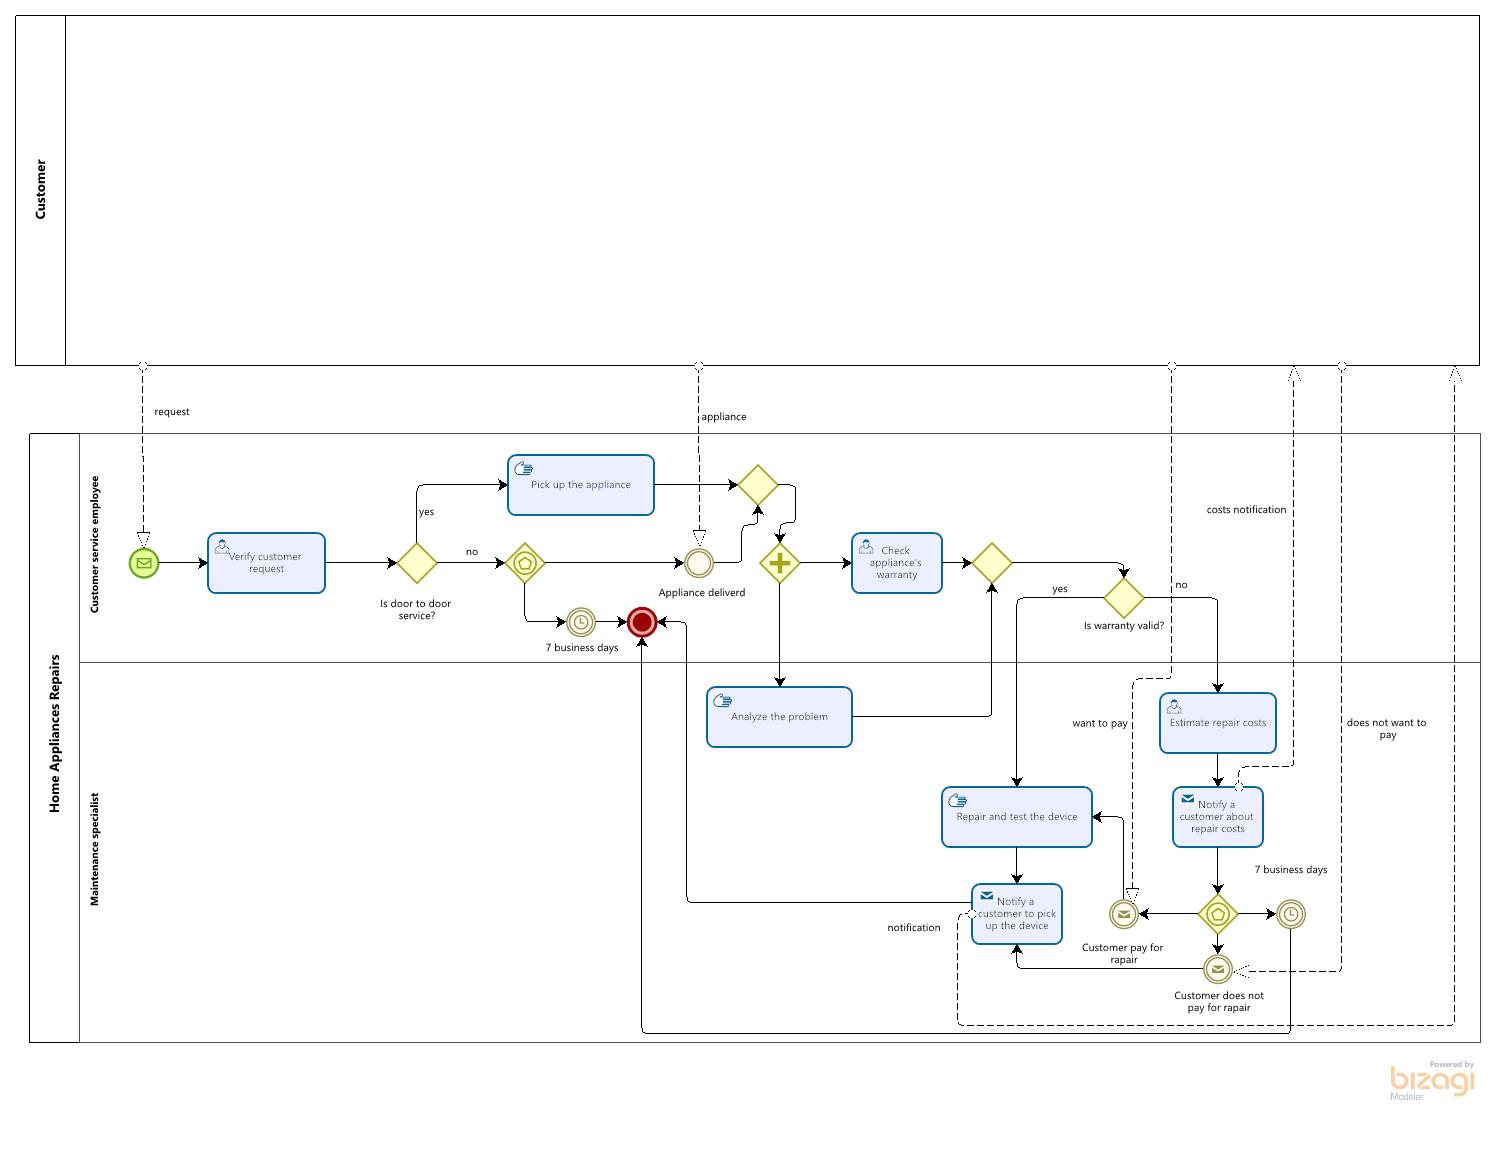 Customer
request
appliance
Home Appliances Repairs
Customer service employee
Pick up the appliance
yes
costs notification
no
Verify customer
request
Check
appliance's
warranty
Is door to door
service?
Appliance deliverd
7 business days
yes
no
Is warranty valid?
Maintenance specialist
Analyze the problem
want to pay
Estimate repair costs
does not want to
pay
Repair and test the device
Notify a
customer about
repair costs
7 business days
Notify a
customer to pick
up the device
notification
Customer pay for
rapair
Customer does not
pay for rapair
Powered by
bizagi
Modeler